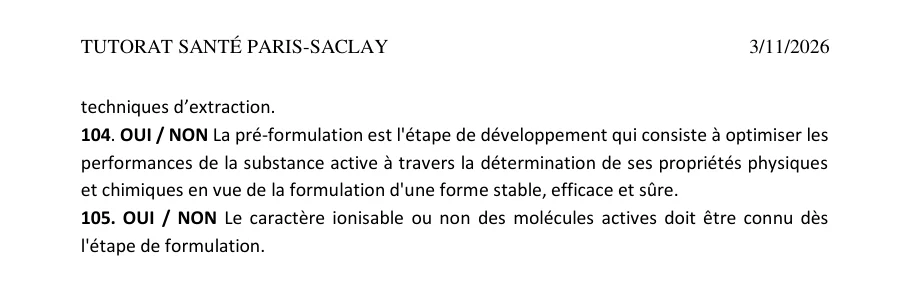 TUTORAT SANTÉ PARIS-SACLAY 3/11/2026
techniques d’extraction.
104. OUI / NON La pré-formulation est l'étape de développement qui consiste à optimiser les
performances de la substance active à travers la détermination de ses propriétés physiques
et chimiques en vue de la formulation d'une forme stable, efficace et sûre.
105. OUI / NON Le caractère ionisable ou non des molécules actives doit être connu dès
l'étape de formulation.